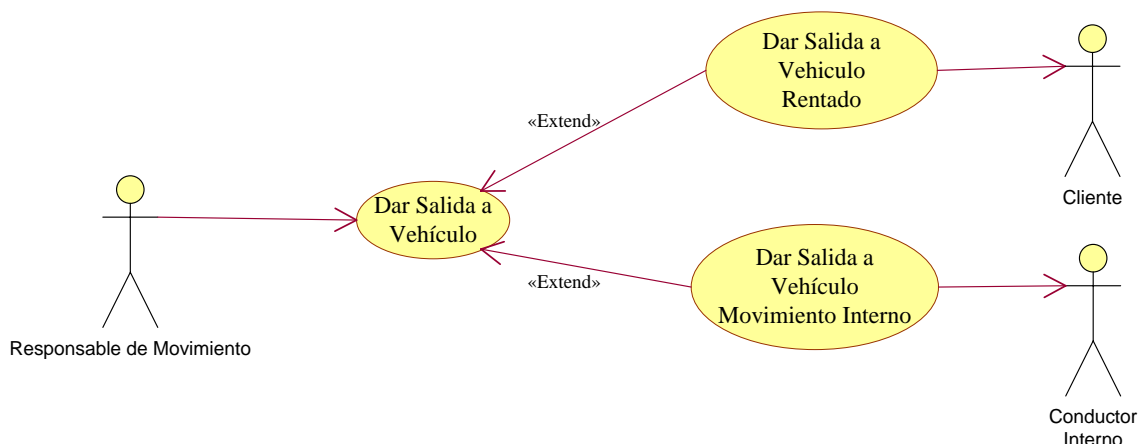 Dar Salida a
Vehiculo
Rentado
«Extend»
Cliente
Dar Salida a
Vehículo
Dar Salida a
Vehículo
Movimiento Interno
«Extend»
Responsable de Movimiento
Conductor
Interno